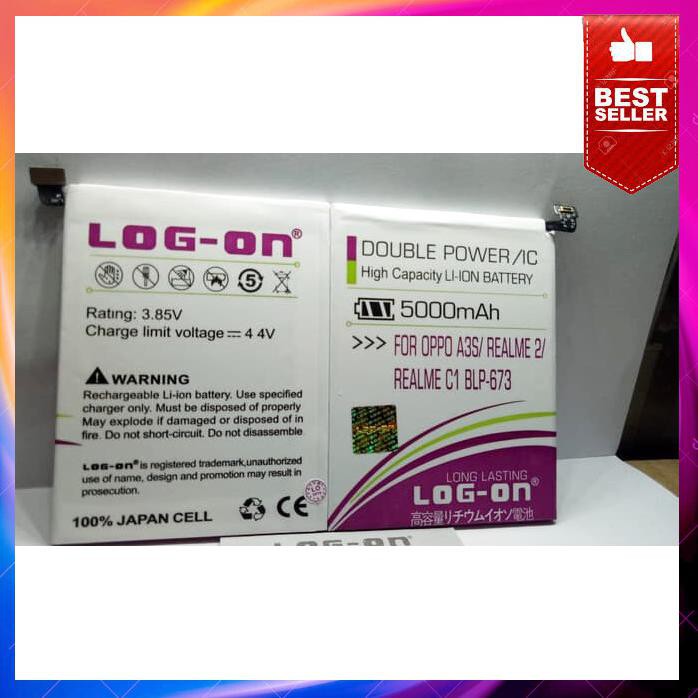 BEST
SELLER
LOG-On®
5
Rating: 3.85V
Charge limit voltage 4 4V
WARNING
Rechargeable Li-ion battery. Use specified
charger only. Must be disposed of properly
May explode if damaged or disposed of in
fire. Do not short-circuit. Do not disassemble.
LOG-On® is registered trademark,unauthorized
use of name, design and promotion may result in
prosecution.
100% JAPAN CELL
CE
DOUBLE POWER/IC
High Capacity LI-ION BATTERY
5000mAh
>>> FOR OPPO A3S/ REALME 2/
REALME C1 BLP-673
LONG LASTING
LOG-On®
高容量リチウムイオン電池
LOG-On